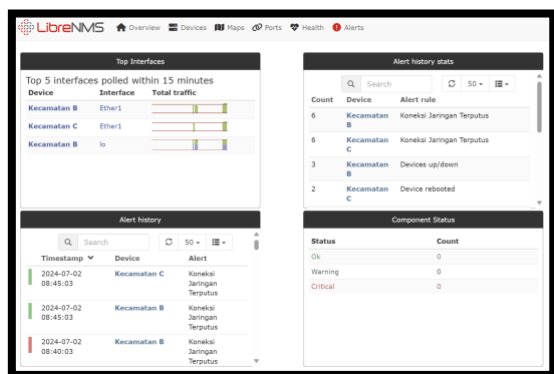 LibreNMS Overview Devices Maps Ports Health Alerts
Top Interfaces
Top 5 interfaces polled within 15 minutes
Device Interface Total traffic
Kecamatan B Ether1
Kecamatan C Ether1
Kecamatan B lo
Alert history stats
Search 50
Count Device Alert rule
6 Kecamatan B Koneksi Jaringan Terputus
6 Kecamatan C Koneksi Jaringan Terputus
3 Kecamatan B Devices up/down
2 Kecamatan C Device rebooted
Alert history
Search 50
Timestamp Device Alert
2024-07-02 08:45:03 Kecamatan C Koneksi Jaringan Terputus
2024-07-02 08:45:03 Kecamatan B Koneksi Jaringan Terputus
2024-07-02 08:40:03 Kecamatan B Koneksi Jaringan Terputus
Component Status
Status Count
Ok 0
Warning 0
Critical 0